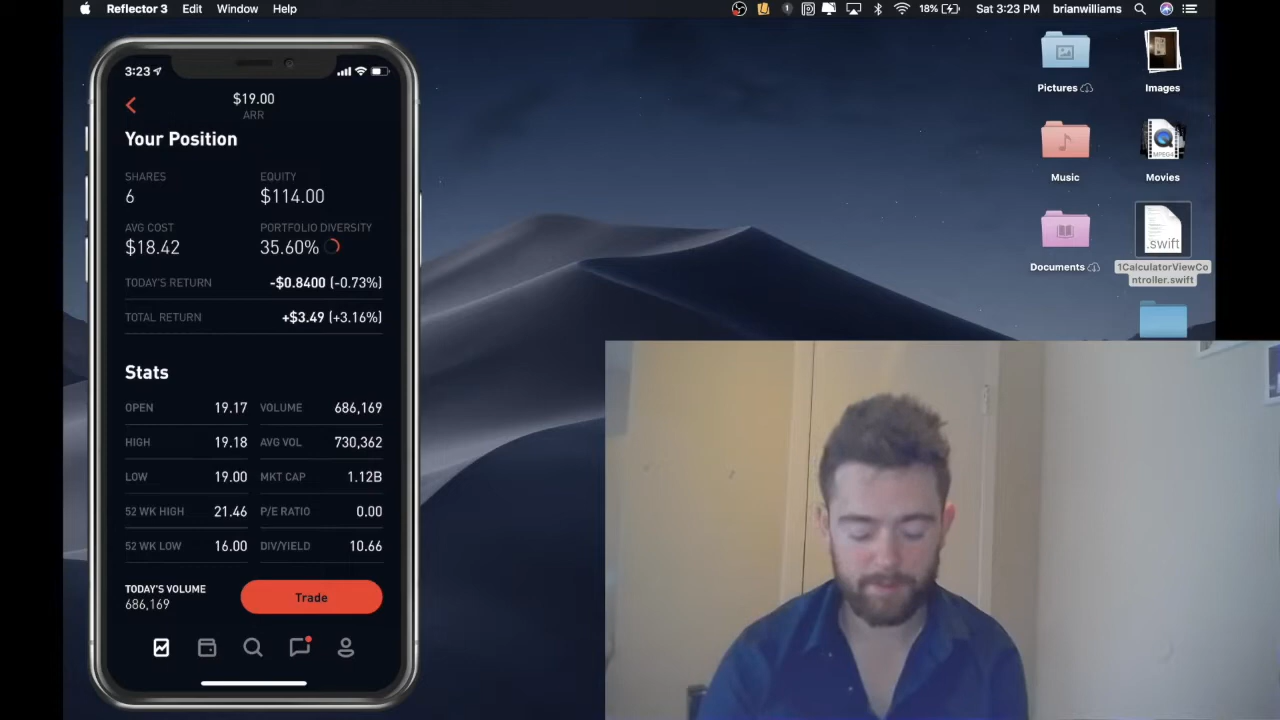 Reflector 3 Edit Window Help
1 18% Sat 3:23 PM brianwilliams
3:23
$19.00
ARR
Your Position
SHARES EQUITY
6 $114.00
AVG COST PORTFOLIO DIVERSITY
$18.42 35.60%
TODAY'S RETURN -$0.8400 (-0.73%)
TOTAL RETURN +$3.49 (+3.16%)
Stats
OPEN 19.17 VOLUME 686,169
HIGH 19.18 AVG VOL 730,362
LOW 19.00 MKT CAP 1.12B
52 WK HIGH 21.46 P/E RATIO 0.00
52 WK LOW 16.00 DIV/YIELD 10.66
TODAY'S VOLUME
686,169
Trade
Pictures Images
MPEG4
Music Movies
.swift
Documents 1CalculatorViewCo
ntroller.swift